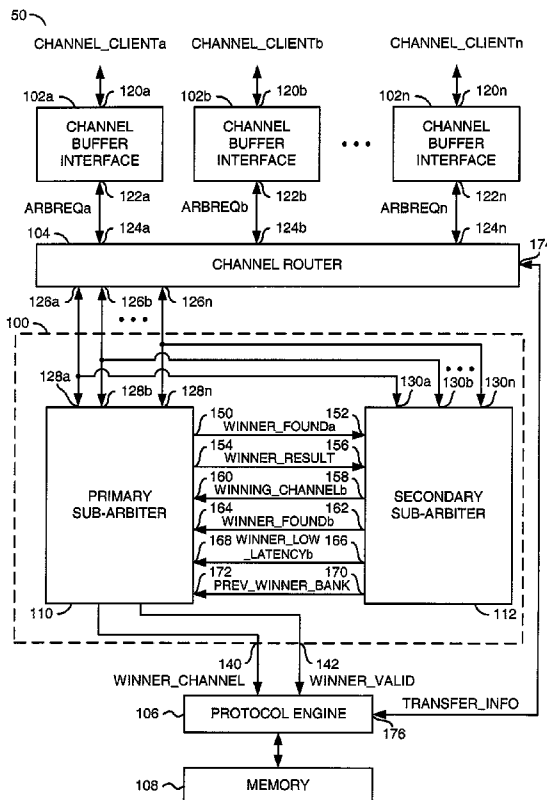 50
CHANNEL_CLIENTa CHANNEL_CLIENTb CHANNEL_CLIENTn
102a 120a 102b 120b 102n 120n
CHANNEL BUFFER INTERFACE
CHANNEL BUFFER INTERFACE
• • •
CHANNEL BUFFER INTERFACE
122a 122b 122n
ARBREQa ARBREQb ARBREQn
104 124a 124b 124n
CHANNEL ROUTER
174
126a 126b 126n
• • •
100
• • •
128a 128b 128n 130a 130b 130n
150 152
WINNER_FOUNDa
154 156
WINNER_RESULT
160 158
WINNING_CHANNELb
164 162
WINNER_FOUNDb
168 WINNER_LOW 166
_LATENCYb
172 170
PREV_WINNER_BANK
PRIMARY
SUB-ARBITER
SECONDARY
SUB-ARBITER
110 112
140 142
WINNER_CHANNEL WINNER_VALID
106 PROTOCOL ENGINE TRANSFER_INFO
176
108 MEMORY